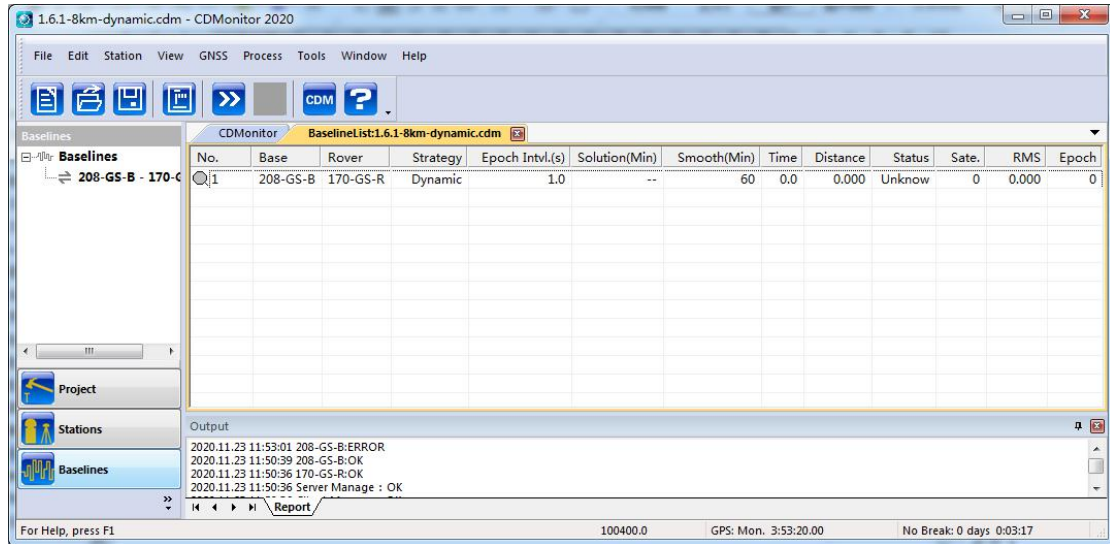 1.6.1-8km-dynamic.cdm - CDMonitor 2020
File Edit Station View GNSS Process Tools Window Help
CDM ?
Baselines
CDMonitor BaselineList:1.6.1-8km-dynamic.cdm
Baselines
208-GS-B - 170-G
No. Base Rover Strategy Epoch Intvl.(s) Solution(Min) Smooth(Min) Time Distance Status Sate. RMS Epoch
1 208-GS-B 170-GS-R Dynamic 1.0 -- 60 0.0 0.000 Unknow 0 0.000 0
Project
Stations
Baselines
Output
2020.11.23 11:53:01 208-GS-B:ERROR
2020.11.23 11:50:39 208-GS-B:OK
2020.11.23 11:50:36 170-GS-R:OK
2020.11.23 11:50:36 Server Manage : OK
Report
For Help, press F1 100400.0 GPS: Mon. 3:53:20.00 No Break: 0 days 0:03:17